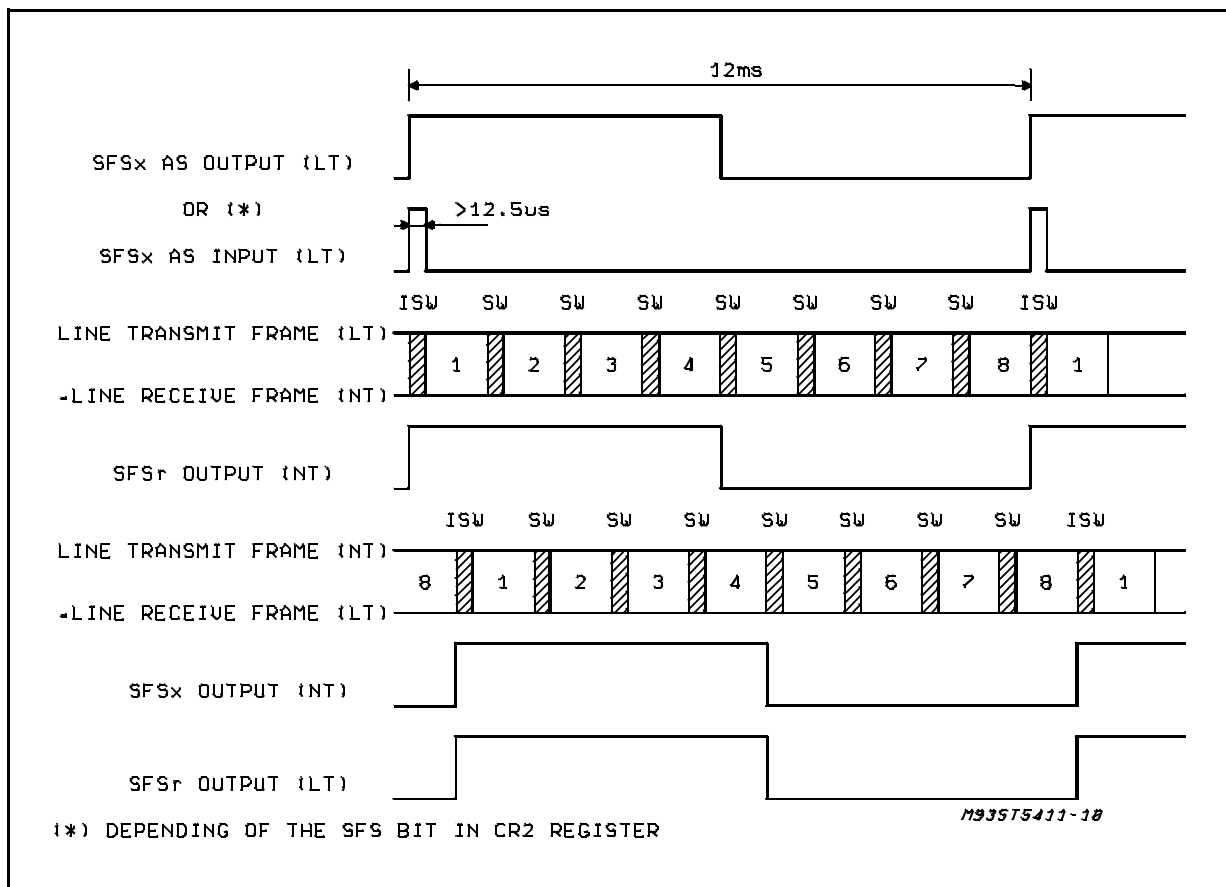 12ms
SFSx AS OUTPUT (LT)
OR (*)
>12.5us
SFSx AS INPUT (LT)
ISW SW SW SW SW SW SW SW ISW
LINE TRANSMIT FRAME (LT)
1 2 3 4 5 6 7 8 1
-LINE RECEIVE FRAME (NT)
SFSr OUTPUT (NT)
ISW SW SW SW SW SW SW SW ISW
LINE TRANSMIT FRAME (NT)
8 1 2 3 4 5 6 7 8 1
-LINE RECEIVE FRAME (LT)
SFSx OUTPUT (NT)
SFSr OUTPUT (LT)
M93ST5411-18
(*) DEPENDING OF THE SFS BIT IN CR2 REGISTER